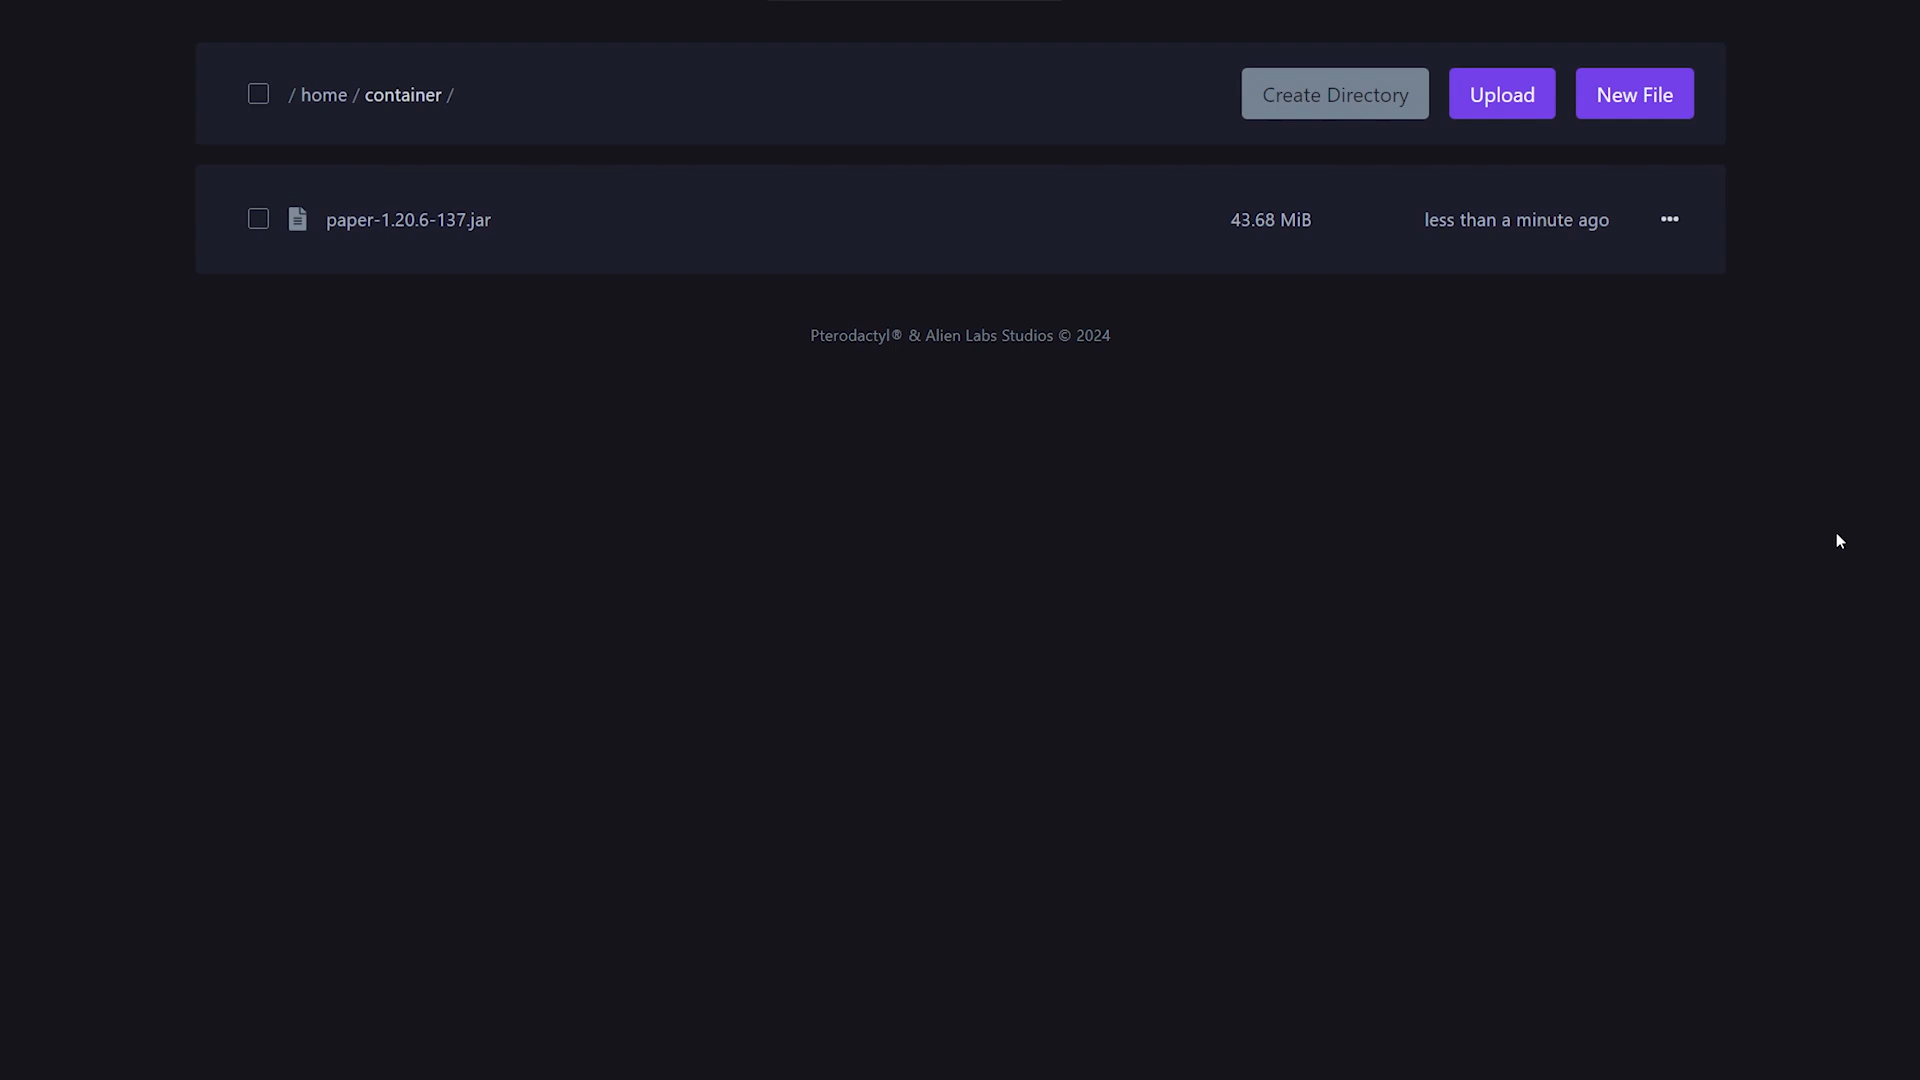 / home / container /
Create Directory
Upload
New File
paper-1.20.6-137.jar
43.68 MiB
less than a minute ago
Pterodactyl® & Alien Labs Studios © 2024